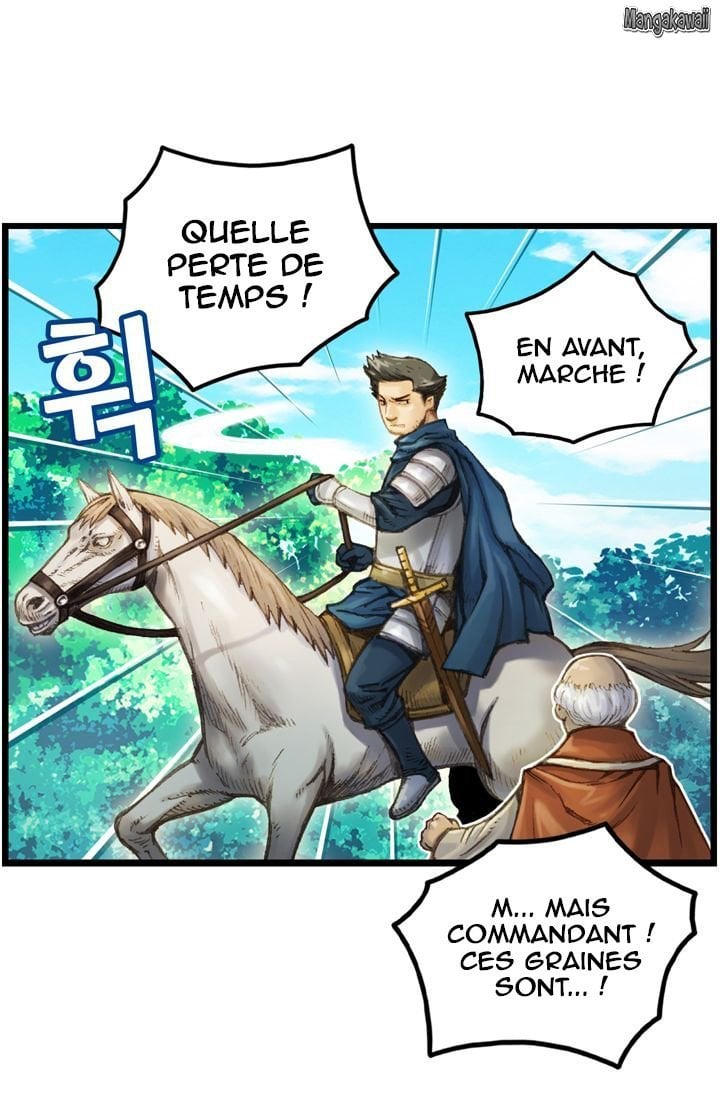 Mangakawaii
QUELLE
PERTE DE
TEMPS !
휙
EN AVANT,
MARCHE !
M... MAIS
COMMANDANT !
CES GRAINES
SONT... !